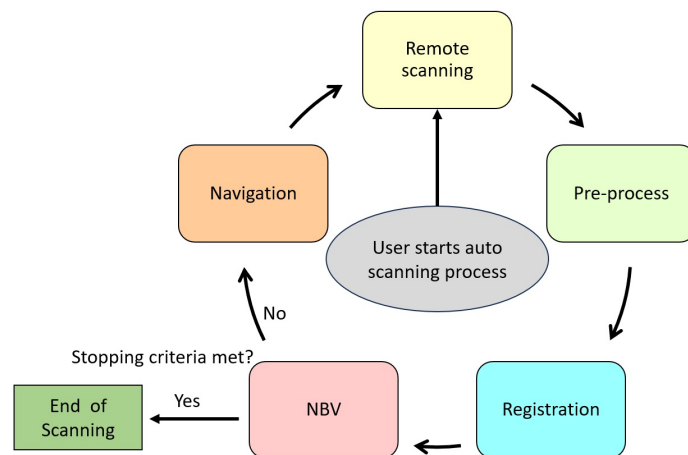 Remote
scanning
Navigation
Pre-process
User starts auto
scanning process
No
Stopping criteria met?
End of
Scanning
Yes
NBV
Registration